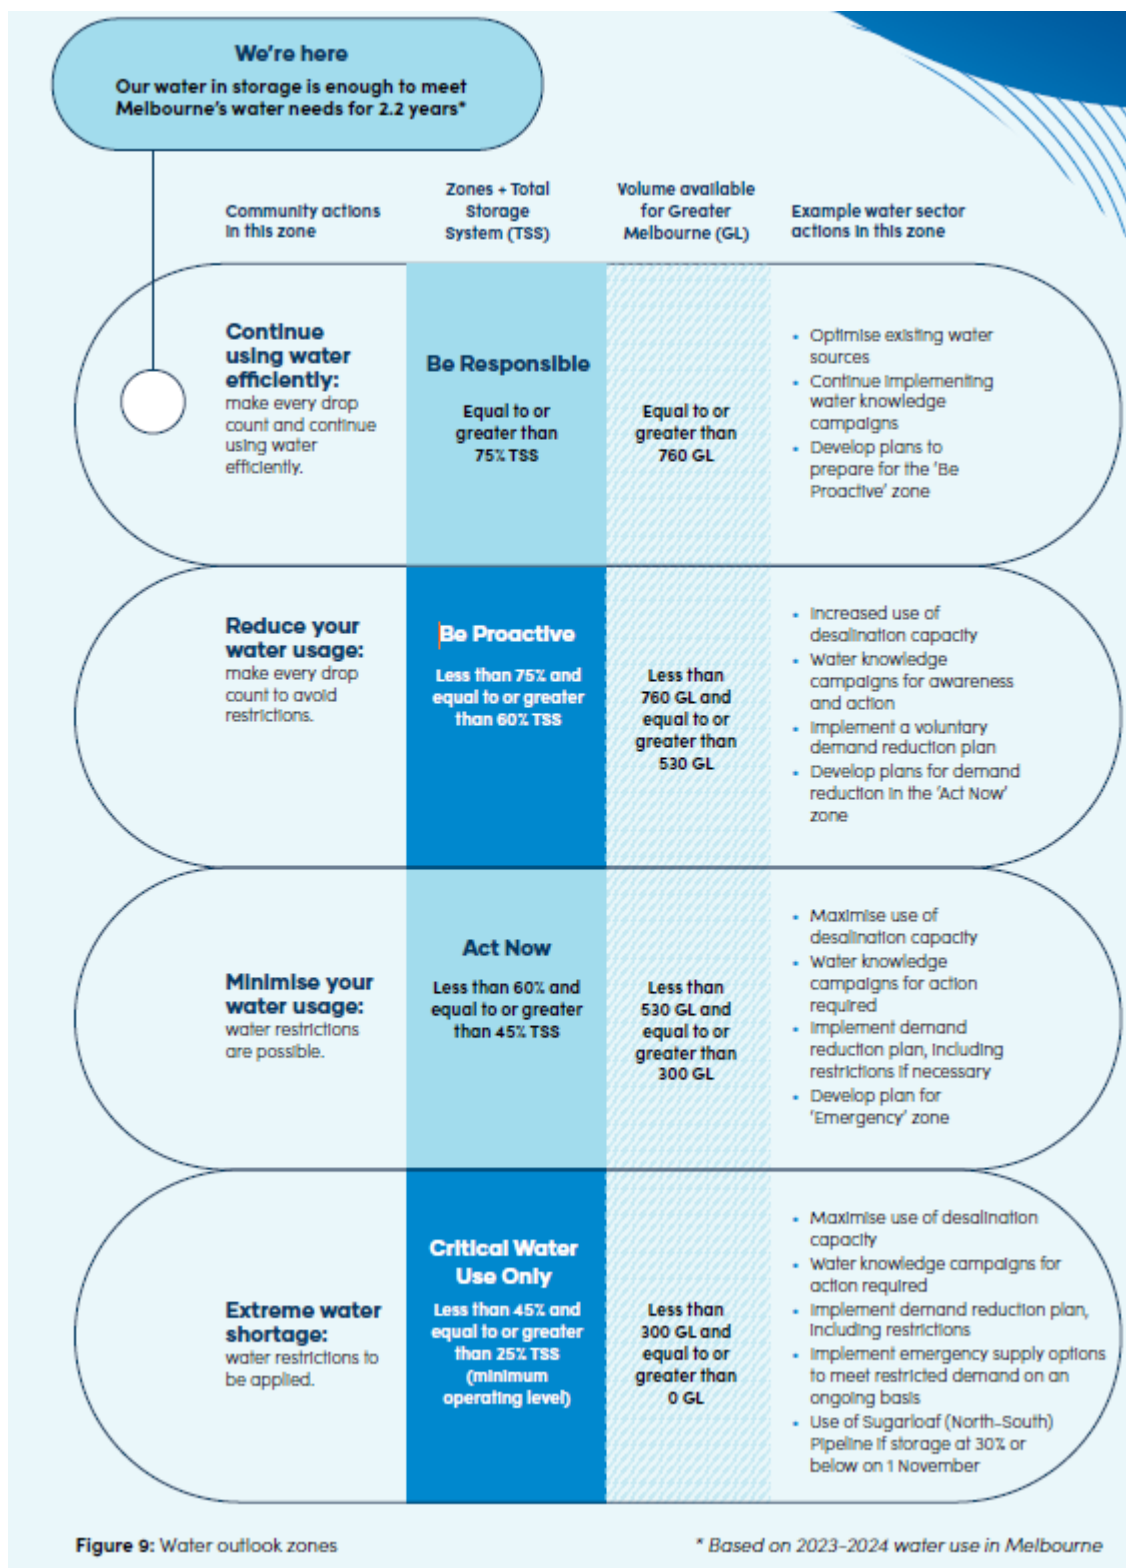 We're here
Our water in storage is enough to meet
Melbourne's water needs for 2.2 years*
Community actions
in this zone
Zones + Total
Storage
System (TSS)
Volume available
for Greater
Melbourne (GL)
Example water sector
actions in this zone
Continue
using water
efficiently:
make every drop
count and continue
using water
efficiently.
Be Responsible
Equal to or
greater than
75% TSS
Equal to or
greater than
760 GL
• Optimise existing water
sources
• Continue implementing
water knowledge
campaigns
• Develop plans to
prepare for the 'Be
Proactive' zone
Reduce your
water usage:
make every drop
count to avoid
restrictions.
Be Proactive
Less than 75% and
equal to or greater
than 60% TSS
Less than
760 GL and
equal to or
greater than
530 GL
• Increased use of
desalination capacity
• Water knowledge
campaigns for awareness
and action
• Implement a voluntary
demand reduction plan
• Develop plans for demand
reduction in the 'Act Now'
zone
Minimise your
water usage:
water restrictions
are possible.
Act Now
Less than 60% and
equal to or greater
than 45% TSS
Less than
530 GL and
equal to or
greater than
300 GL
• Maximise use of
desalination capacity
• Water knowledge
campaigns for action
required
• Implement demand
reduction plan, including
restrictions if necessary
• Develop plan for
'Emergency' zone
Extreme water
shortage:
water restrictions to
be applied.
Critical Water
Use Only
Less than 45% and
equal to or greater
than 25% TSS
(minimum
operating level)
Less than
300 GL and
equal to or
greater than
0 GL
• Maximise use of desalination
capacity
• Water knowledge campaigns for
action required
• Implement demand reduction plan,
including restrictions
• Implement emergency supply options
to meet restricted demand on an
ongoing basis
• Use of Sugarloaf (North-South)
Pipeline if storage at 30% or
below on 1 November
Figure 9: Water outlook zones
* Based on 2023–2024 water use in Melbourne